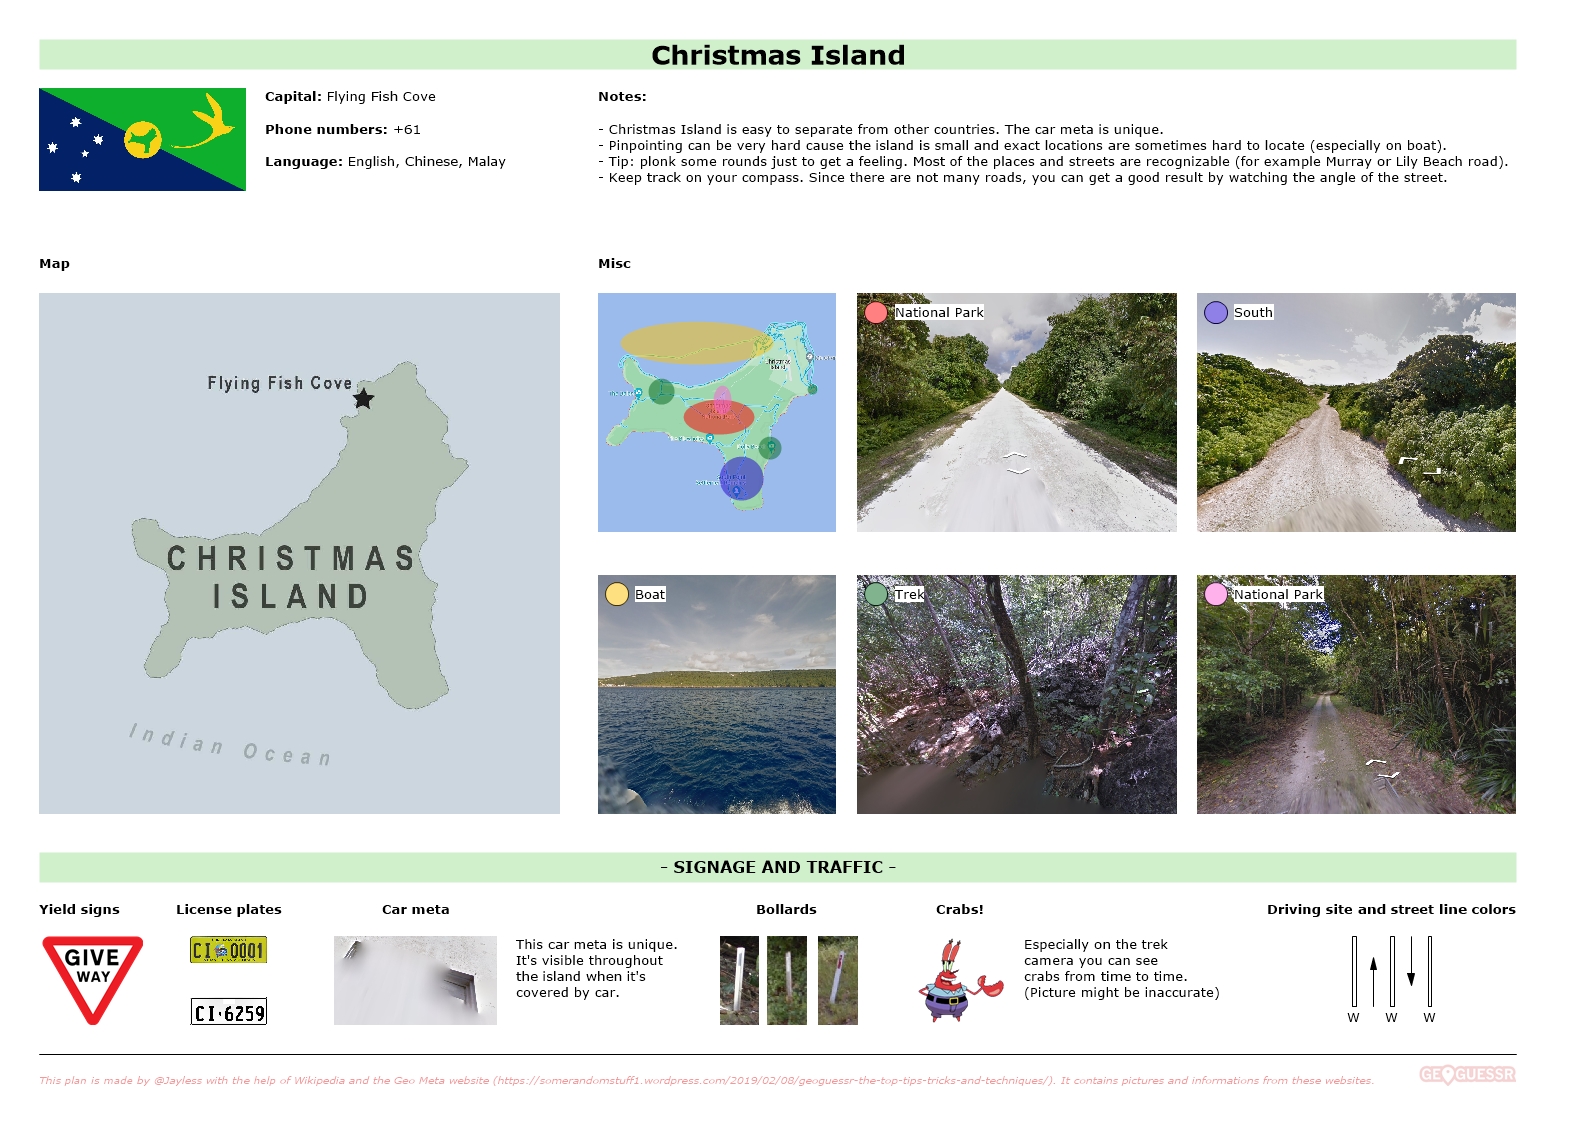 Christmas Island
Capital: Flying Fish Cove
Phone numbers: +61
Language: English, Chinese, Malay
Notes:
- Christmas Island is easy to separate from other countries. The car meta is unique.
- Pinpointing can be very hard cause the island is small and exact locations are sometimes hard to locate (especially on boat).
- Tip: plonk some rounds just to get a feeling. Most of the places and streets are recognizable (for example Murray or Lily Beach road).
- Keep track on your compass. Since there are not many roads, you can get a good result by watching the angle of the street.
Map
Flying Fish Cove
CHRISTMAS
ISLAND
Indian Ocean
Misc
Christmas
Island
National Park
South
Boat
Trek
National Park
- SIGNAGE AND TRAFFIC -
Yield signs
GIVE
WAY
License plates
CI 0001
CI·6259
Car meta
This car meta is unique.
It's visible throughout
the island when it's
covered by car.
Bollards
Crabs!
Especially on the trek
camera you can see
crabs from time to time.
(Picture might be inaccurate)
Driving site and street line colors
W W W
This plan is made by @Jayless with the help of Wikipedia and the Geo Meta website (https://somerandomstuff1.wordpress.com/2019/02/08/geoguessr-the-top-tips-tricks-and-techniques/). It contains pictures and informations from these websites.
GEOGUESSR